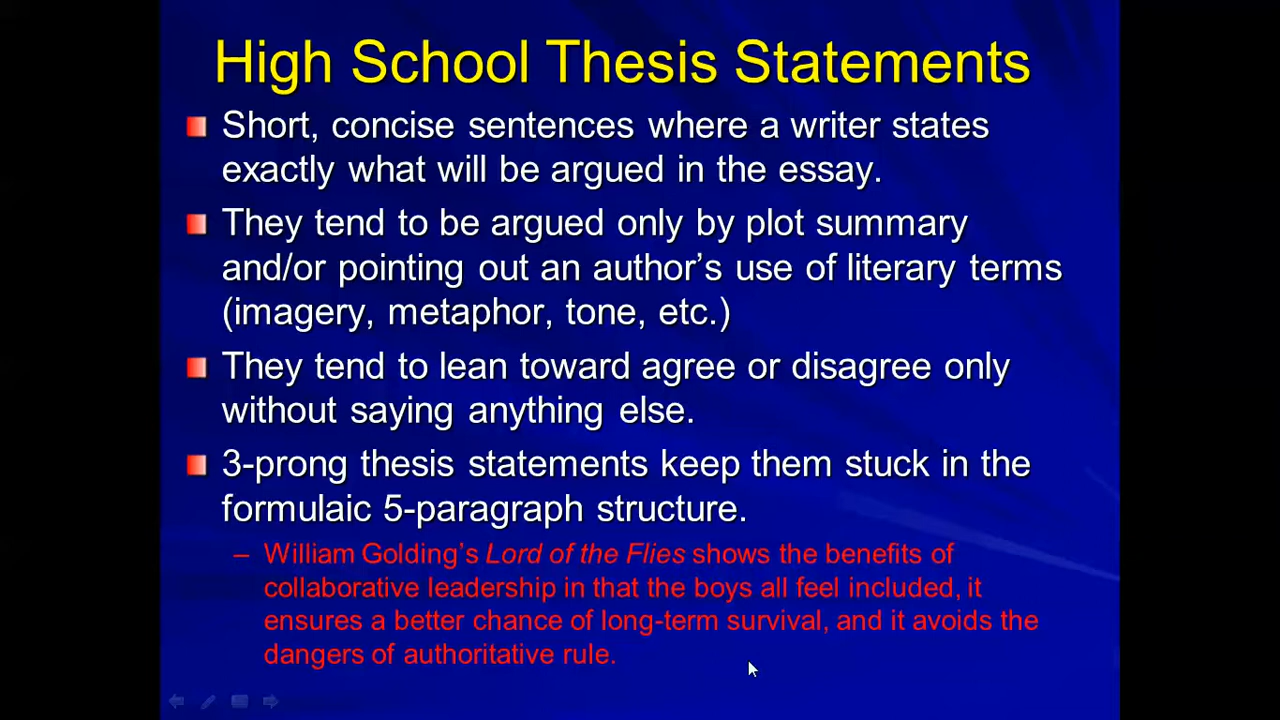 High School Thesis Statements
Short, concise sentences where a writer states
exactly what will be argued in the essay.
They tend to be argued only by plot summary
and/or pointing out an author’s use of literary terms
(imagery, metaphor, tone, etc.)
They tend to lean toward agree or disagree only
without saying anything else.
3-prong thesis statements keep them stuck in the
formulaic 5-paragraph structure.
– William Golding’s Lord of the Flies shows the benefits of
collaborative leadership in that the boys all feel included, it
ensures a better chance of long-term survival, and it avoids the
dangers of authoritative rule.